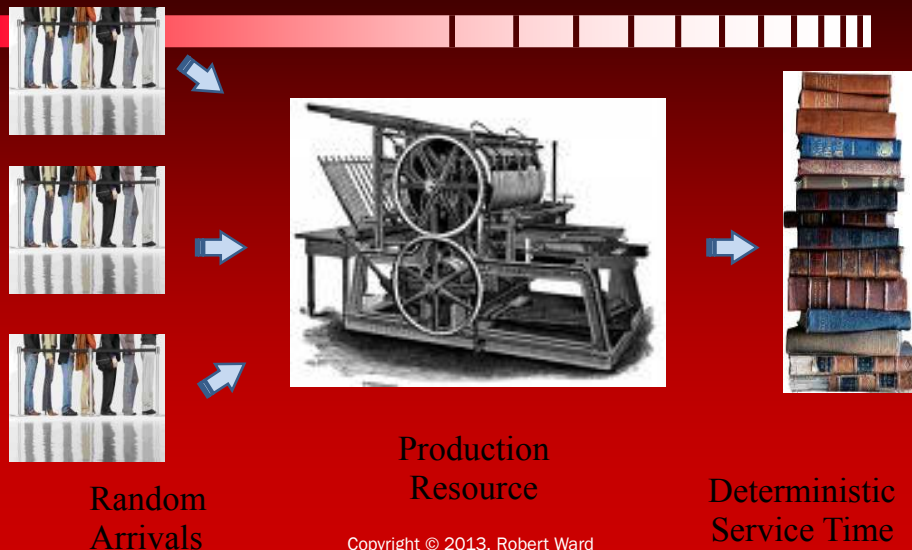 Random
Arrivals
Production
Resource
Deterministic
Service Time
Copyright © 2013, Robert Ward